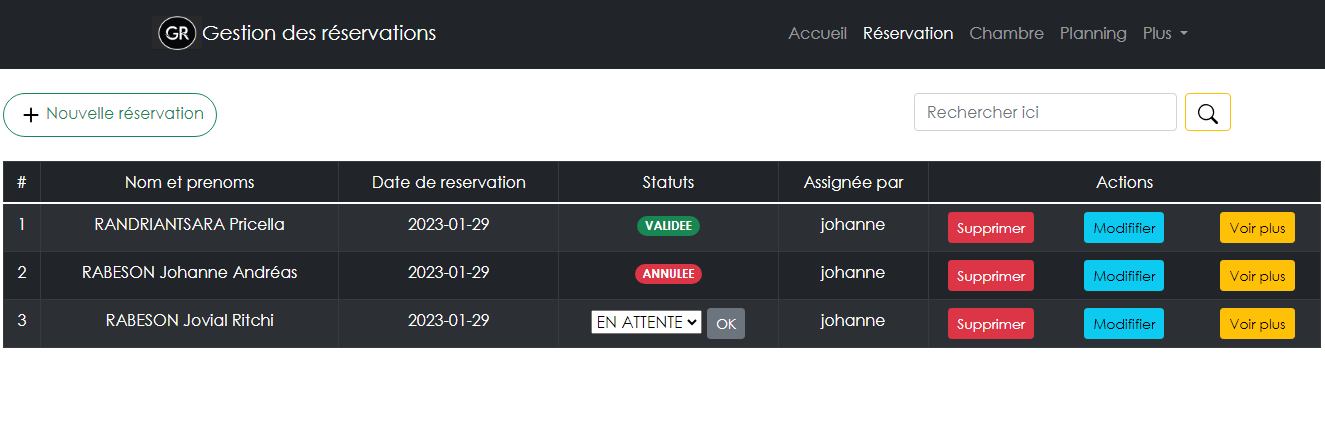 GR Gestion des réservations Accueil Réservation Chambre Planning Plus
Nouvelle réservation Rechercher ici
# Nom et prenoms Date de reservation Statuts Assignée par Actions
1 RANDRIANTSARA Pricella 2023-01-29 VALIDEE johanne Supprimer Modififier Voir plus
2 RABESON Johanne Andréas 2023-01-29 ANNULEE johanne Supprimer Modififier Voir plus
3 RABESON Jovial Ritchi 2023-01-29 EN ATTENTE OK johanne Supprimer Modififier Voir plus